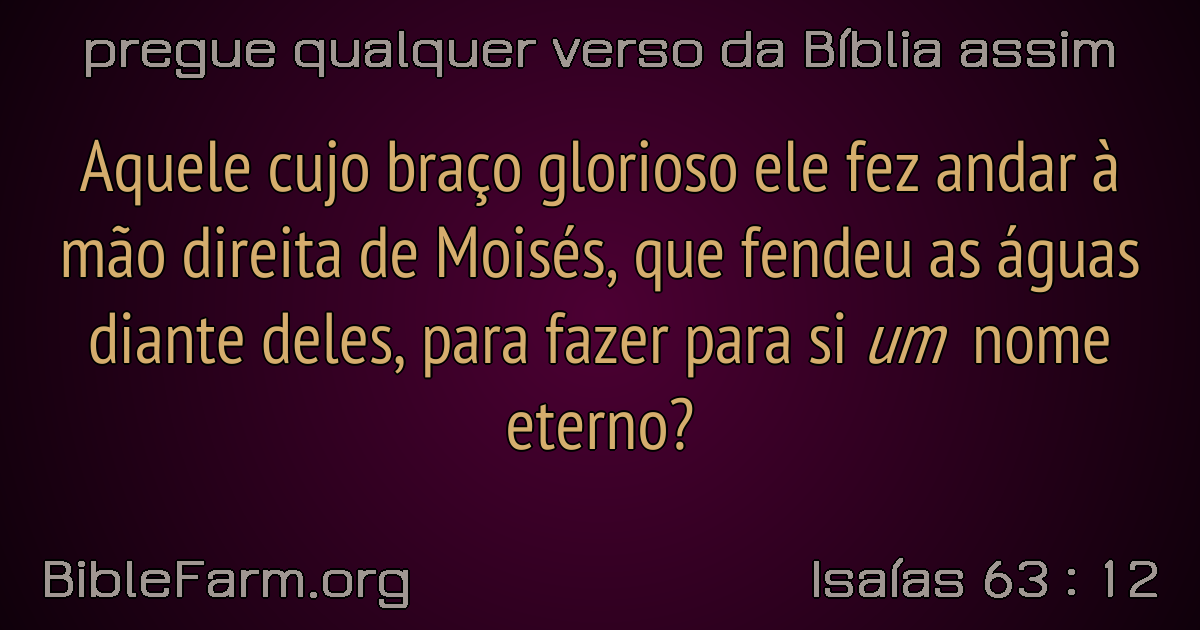 pregue qualquer verso da Bíblia assim
Aquele cujo braço glorioso ele fez andar à
mão direita de Moisés, que fendeu as águas
diante deles, para fazer para si um nome
eterno?
BibleFarm.org
Isaías 63 : 12